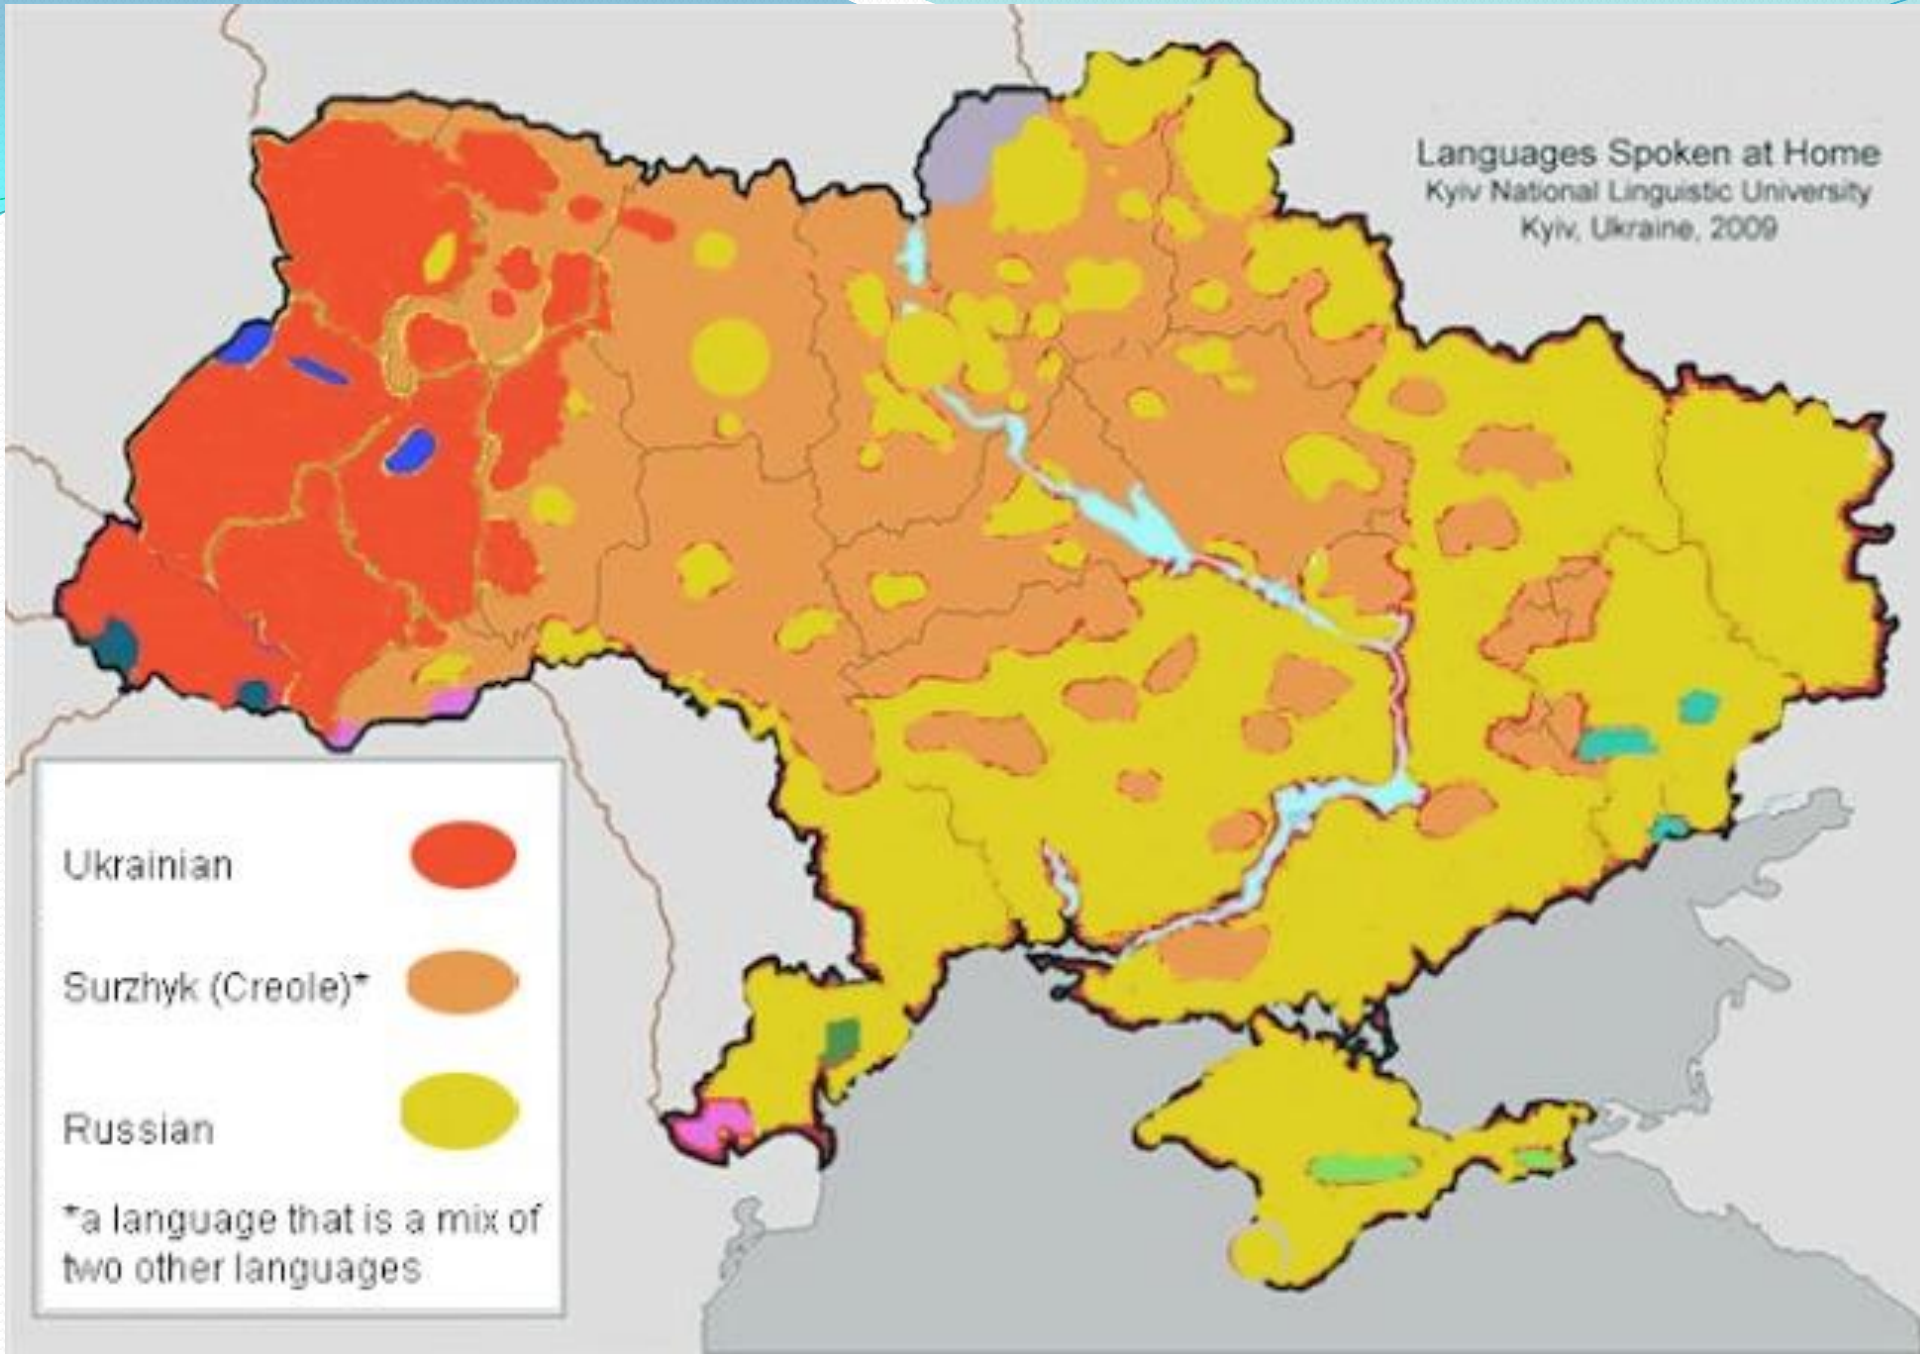 Languages Spoken at Home
Kyiv National Linguistic University
Kyiv, Ukraine, 2009
Ukrainian
Surzhyk (Creole)*
Russian
*a language that is a mix of
two other languages